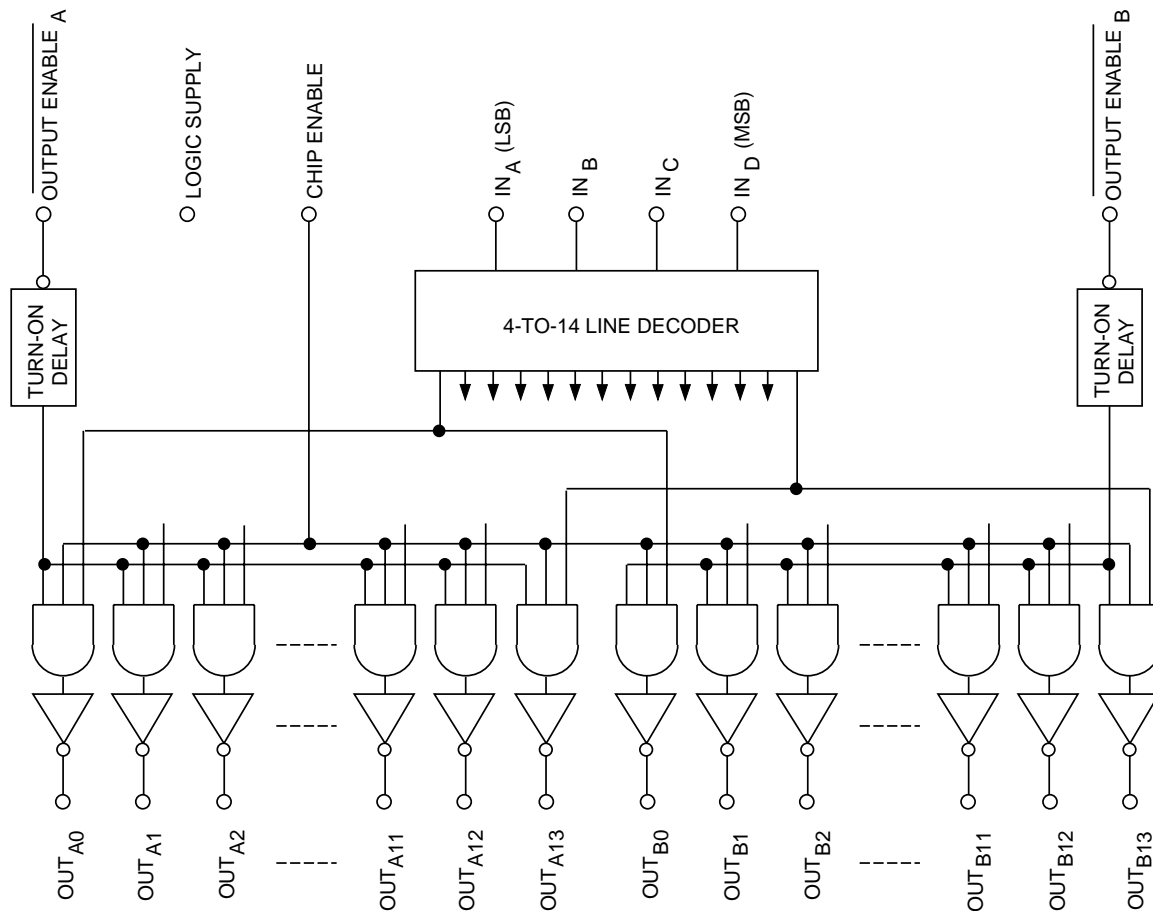 OUTPUT ENABLE A
LOGIC SUPPLY
CHIP ENABLE
IN A (LSB)
IN B
IN C
IN D (MSB)
OUTPUT ENABLE B
TURN-ON
DELAY
4-TO-14 LINE DECODER
TURN-ON
DELAY
OUT A0
OUT A1
OUT A2
OUT A11
OUT A12
OUT A13
OUT B0
OUT B1
OUT B2
OUT B11
OUT B12
OUT B13